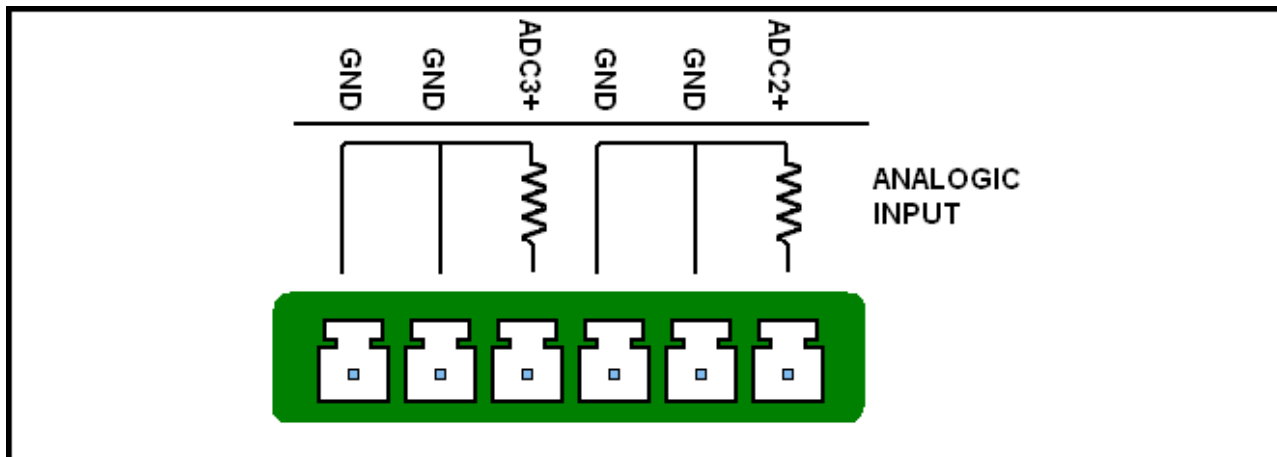 GND
GND
ADC3+
GND
GND
ADC2+
ANALOGIC
INPUT